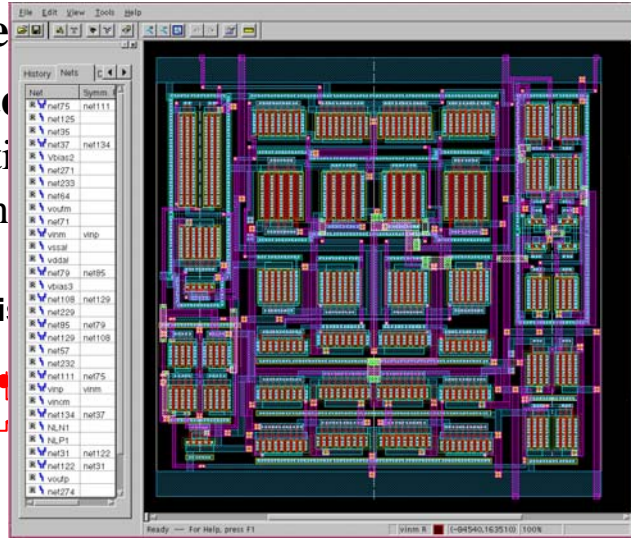 File Edit View Tools Help
History Nets
Net Symm.
net75 net111
net125
net35
net37 net134
Vbias2
net271
net233
net64
voutm
net71
vinm vinp
vssal
vddal
net79 net85
vbias3
net108 net129
net229
net85 net79
net129 net108
net57
net232
net111 net75
vinp vinm
vincm
net134 net37
NLN1
NLP1
net31 net122
net122 net31
voutp
net274
Ready — For Help, press F1 vinm R (-94540,163510) 100%